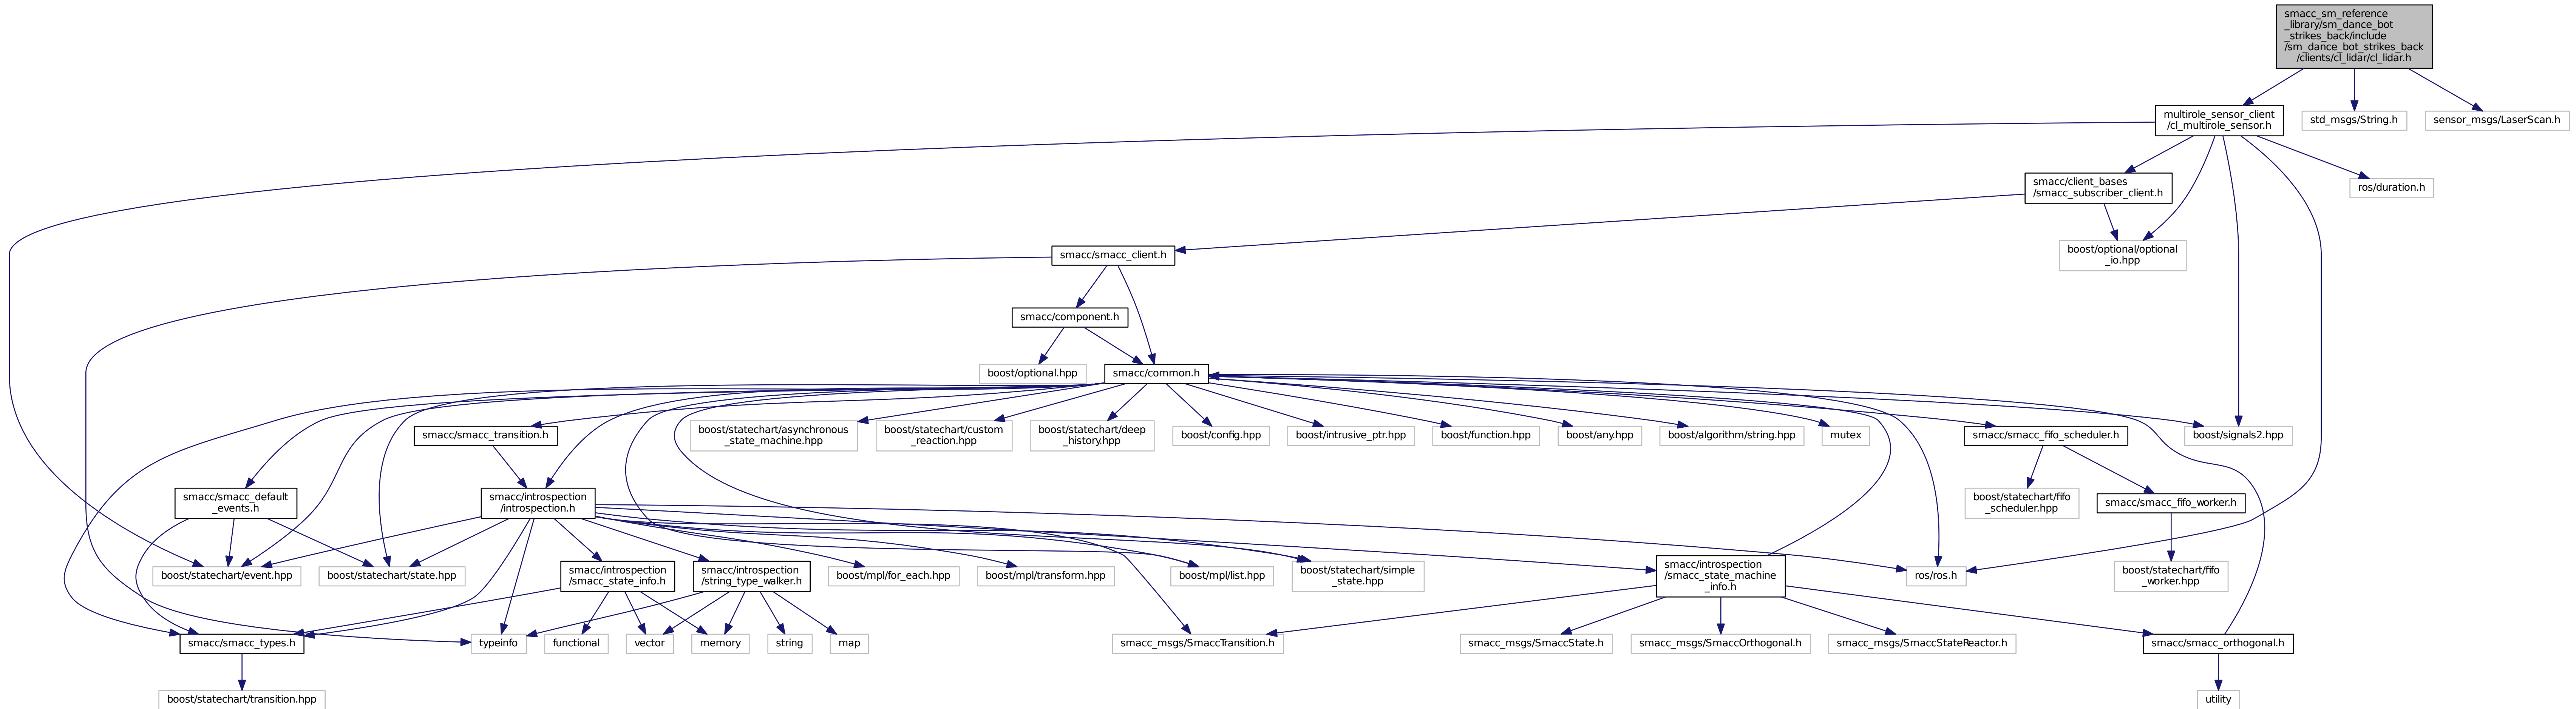 smacc_sm_reference
_library/sm_dance_bot
_strikes_back/include
/sm_dance_bot_strikes_back
/clients/cl_lidar/cl_lidar.h
multirole_sensor_client
/cl_multirole_sensor.h
std_msgs/String.h
sensor_msgs/LaserScan.h
smacc/client_bases
/smacc_subscriber_client.h
ros/duration.h
smacc/smacc_client.h
boost/optional/optional
_io.hpp
smacc/component.h
boost/optional.hpp
smacc/common.h
smacc/smacc_transition.h
boost/statechart/asynchronous
_state_machine.hpp
boost/statechart/custom
_reaction.hpp
boost/statechart/deep
_history.hpp
boost/config.hpp
boost/intrusive_ptr.hpp
boost/function.hpp
boost/any.hpp
boost/algorithm/string.hpp
mutex
smacc/smacc_fifo_scheduler.h
boost/signals2.hpp
smacc/smacc_default
_events.h
smacc/introspection
/introspection.h
boost/statechart/fifo
_scheduler.hpp
smacc/smacc_fifo_worker.h
boost/statechart/event.hpp
boost/statechart/state.hpp
smacc/introspection
/smacc_state_info.h
smacc/introspection
/string_type_walker.h
boost/mpl/for_each.hpp
boost/mpl/transform.hpp
boost/mpl/list.hpp
boost/statechart/simple
_state.hpp
smacc/introspection
/smacc_state_machine
_info.h
ros/ros.h
boost/statechart/fifo
_worker.hpp
smacc/smacc_types.h
typeinfo
functional
vector
memory
string
map
smacc_msgs/SmaccTransition.h
smacc_msgs/SmaccState.h
smacc_msgs/SmaccOrthogonal.h
smacc_msgs/SmaccStateReactor.h
smacc/smacc_orthogonal.h
boost/statechart/transition.hpp
utility